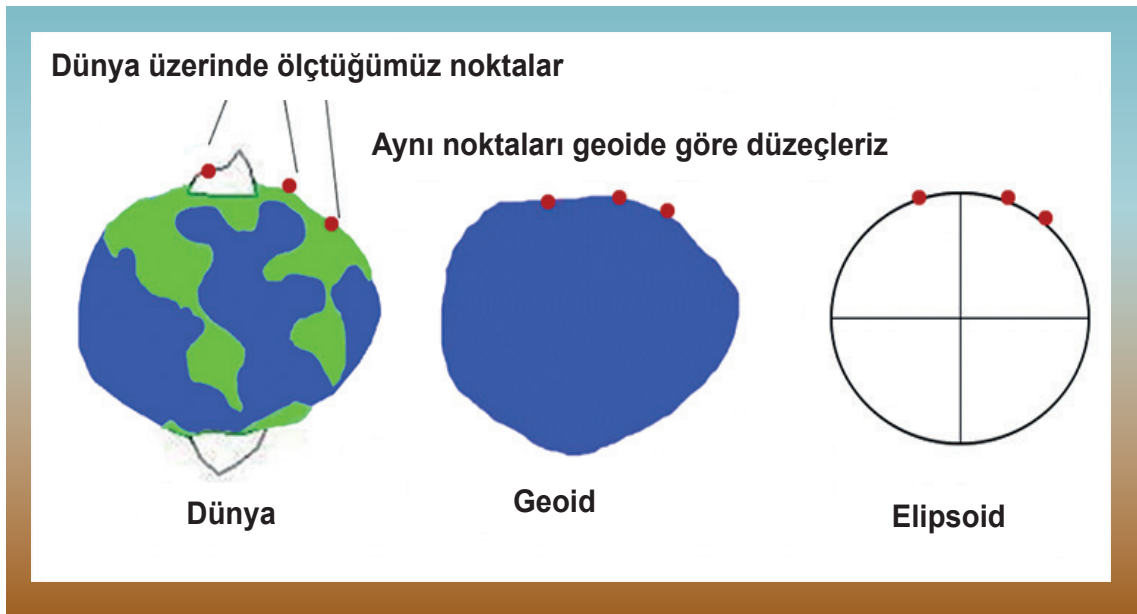 Dünya üzerinde ölçtüğümüz noktalar
Aynı noktaları geoide göre düzeçleriz
Dünya
Geoid
Elipsoid